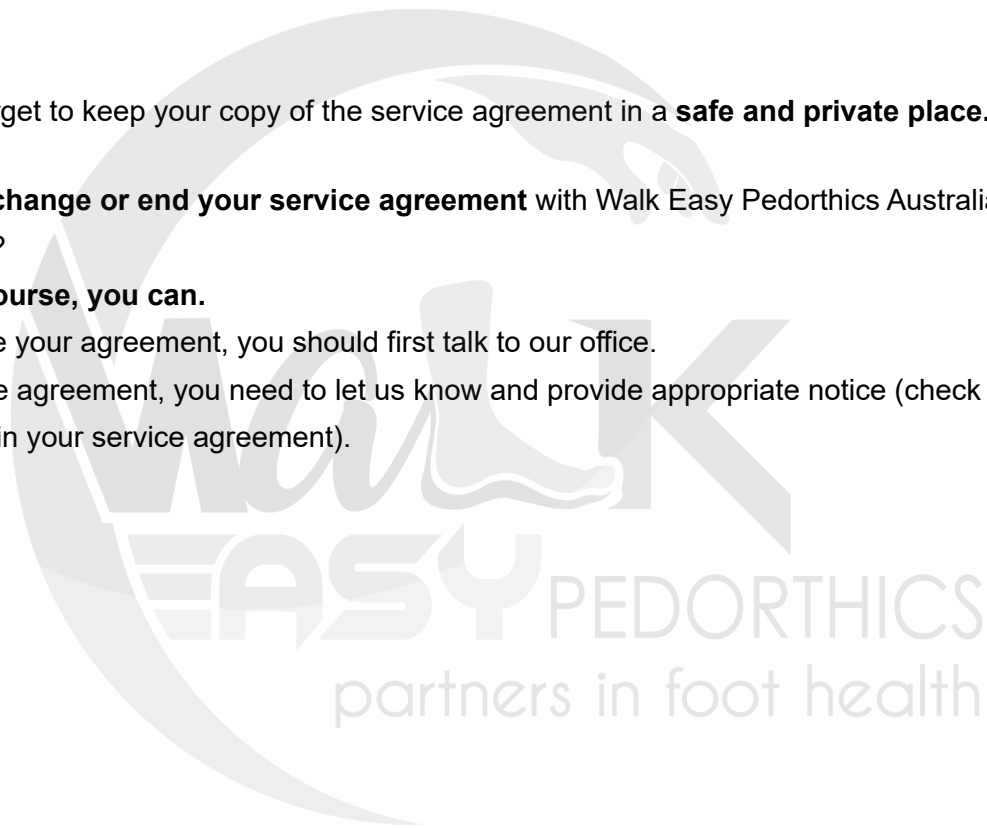 rget to keep your copy of the service agreement in a safe and private place.
change or end your service agreement with Walk Easy Pedorthics Australia
?
ourse, you can.
e your agreement, you should first talk to our office.
e agreement, you need to let us know and provide appropriate notice (check
in your service agreement).
WaLK
EASY PEDORTHICS
partners in foot health